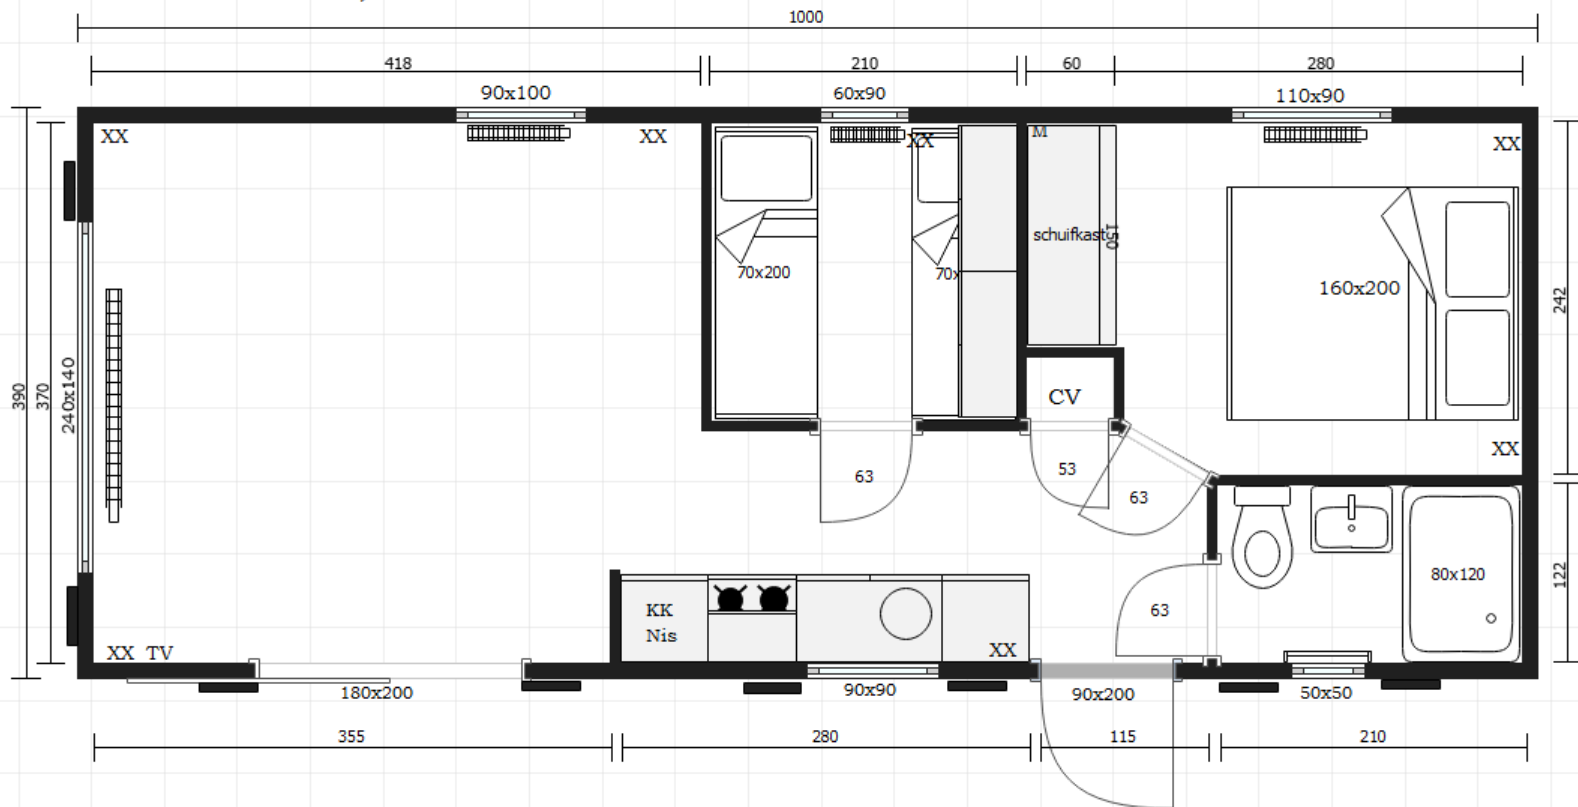 1000
418
210
60
280
90x100
60x90
110x90
XX
XX
XX
M
XX
schuifkast
150
70x200
70x
160x200
242
390
370
240x140
CV
XX
63
53
63
KK
Nis
63
80x120
122
XX TV
XX
180x200
90x90
90x200
50x50
355
280
115
210